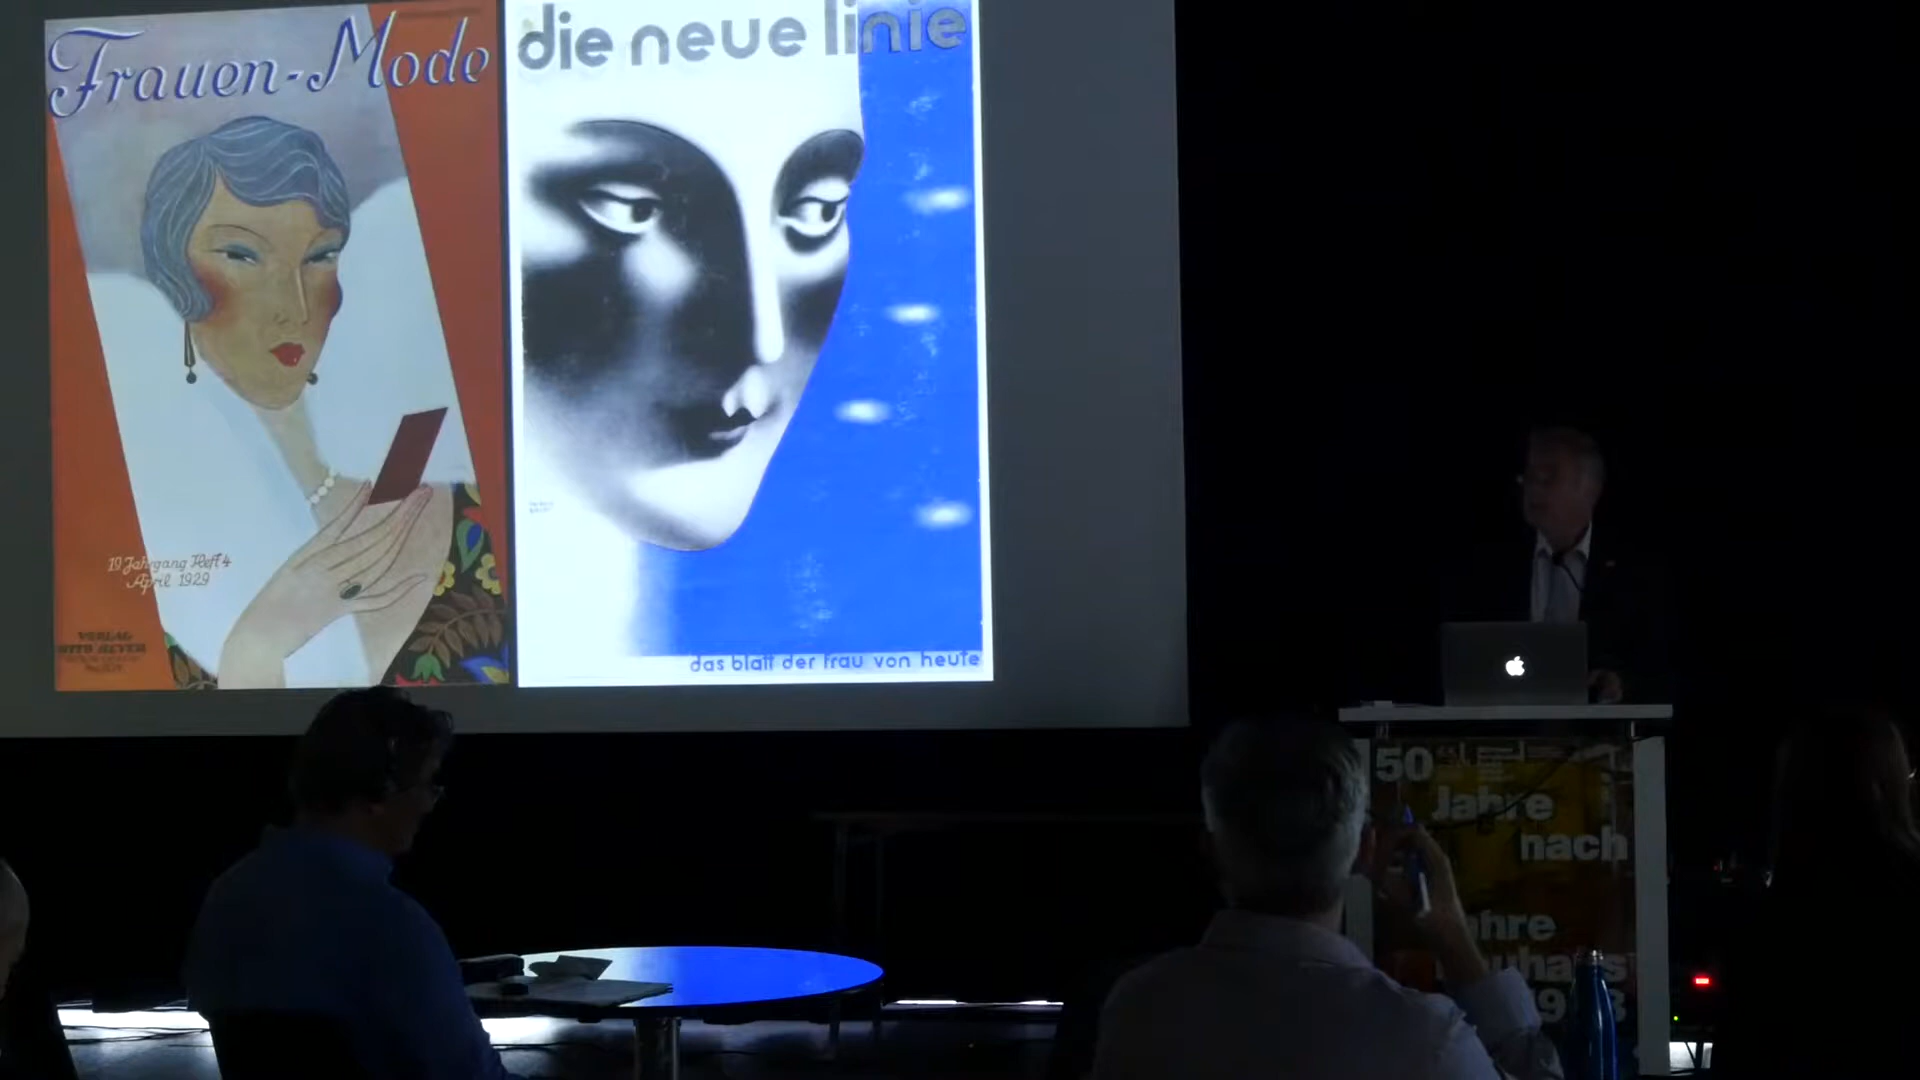 Frauen-Mode
19 Jahrgang Heft 4
April 1929
VERLAG
OTTO BEYER
die neue linie
das blatt der frau von heute
50
Jahre
nach